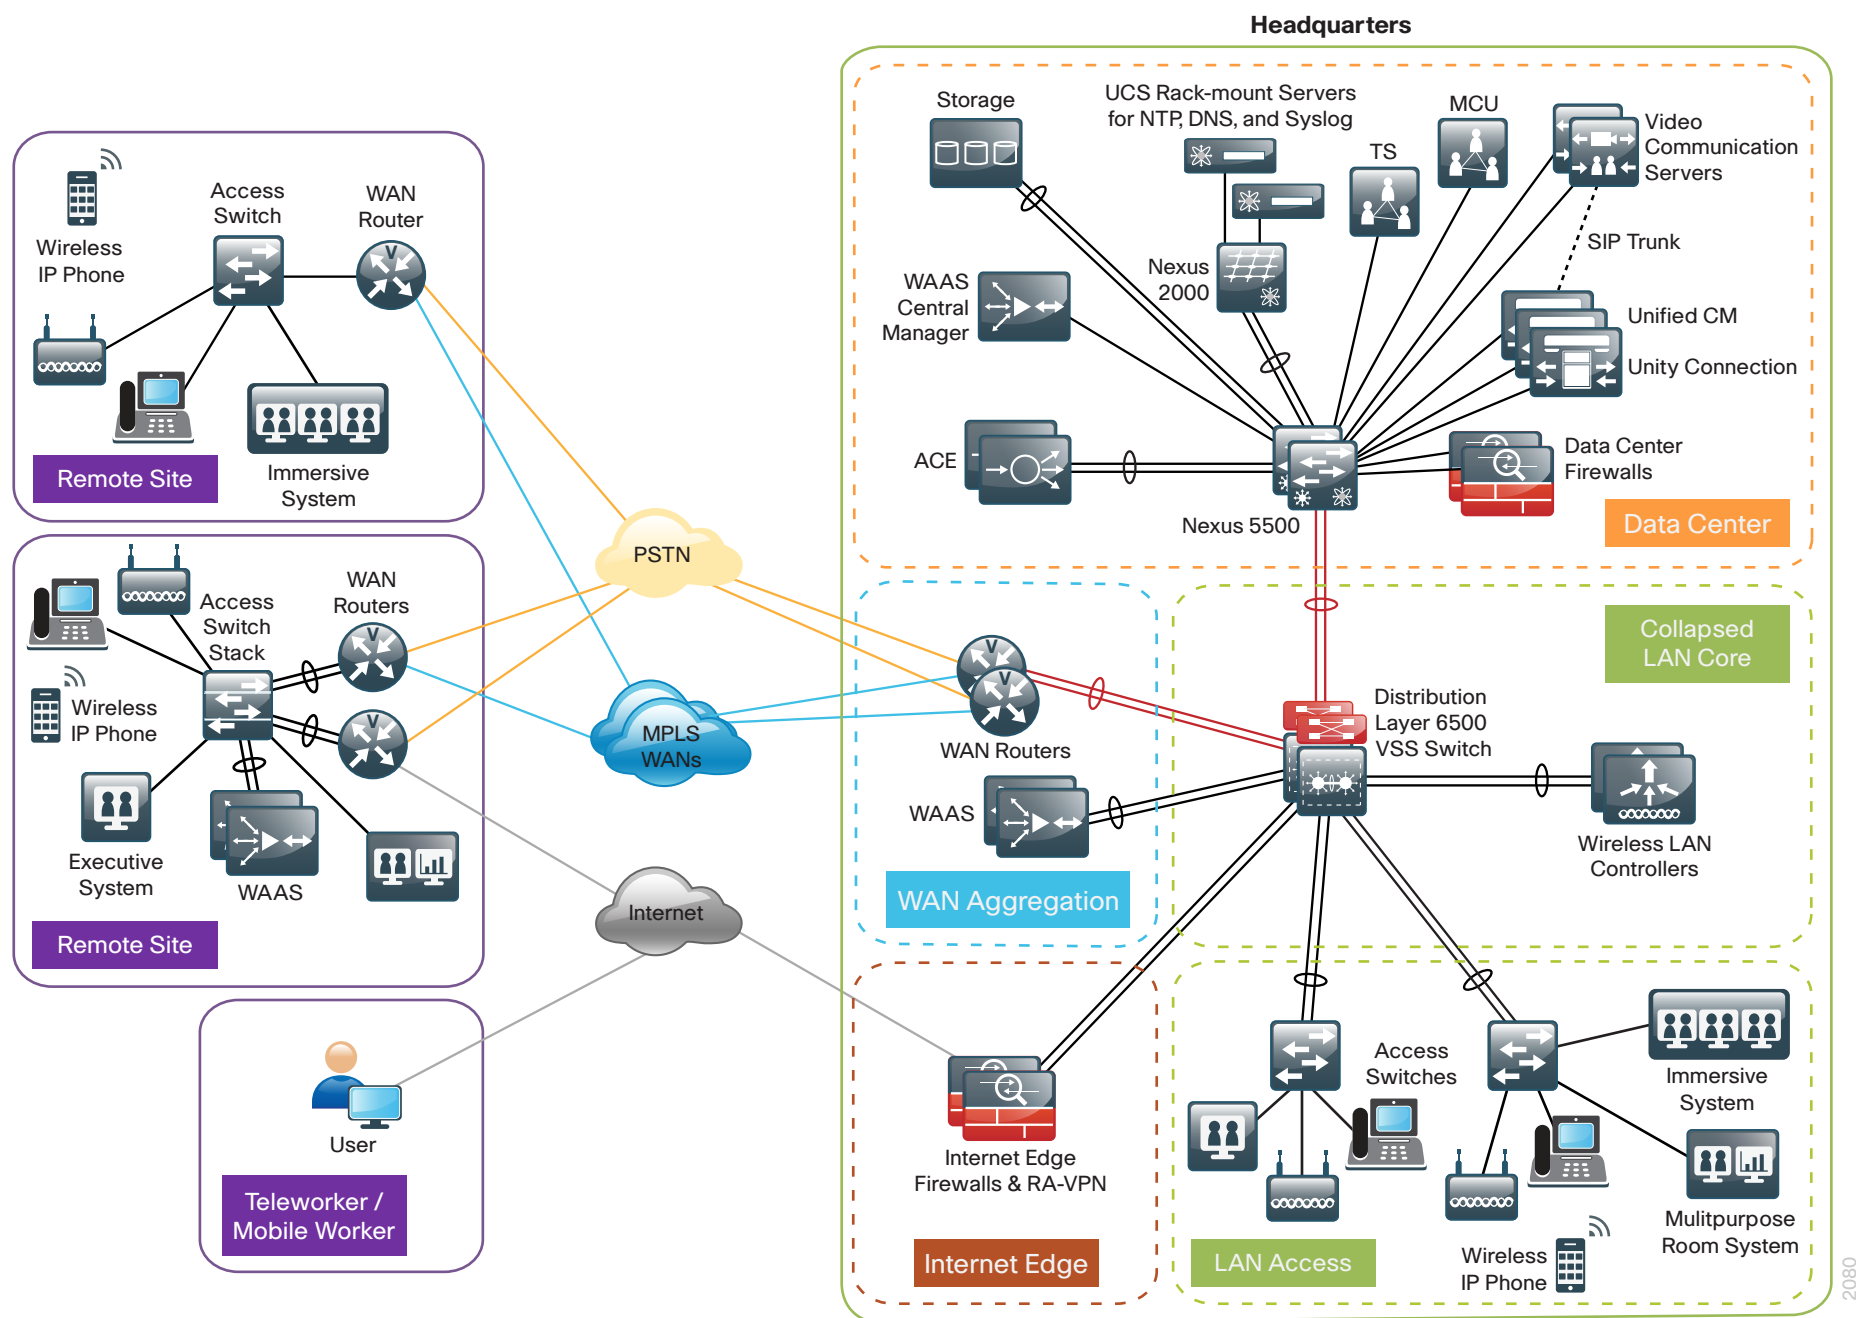 Headquarters
Storage
UCS Rack-mount Servers
for NTP, DNS, and Syslog
TS
MCU
Video
Communication
Servers
SIP Trunk
WAAS
Central
Manager
Nexus
2000
Unified CM
Unity Connection
ACE
Data Center
Firewalls
Nexus 5500
Data Center
Wireless
IP Phone
Access
Switch
WAN
Router
V
Immersive
System
Remote Site
PSTN
MPLS
WANs
Internet
Access
Switch
Stack
WAN
Routers
V
V
Wireless
IP Phone
Executive
System
WAAS
Remote Site
User
Teleworker /
Mobile Worker
V
V
WAN Routers
WAAS
WAN Aggregation
Collapsed
LAN Core
Distribution
Layer 6500
VSS Switch
Wireless LAN
Controllers
Internet Edge
Firewalls & RA-VPN
Internet Edge
Access
Switches
Immersive
System
Mulitpurpose
Room System
Wireless
IP Phone
LAN Access
2080